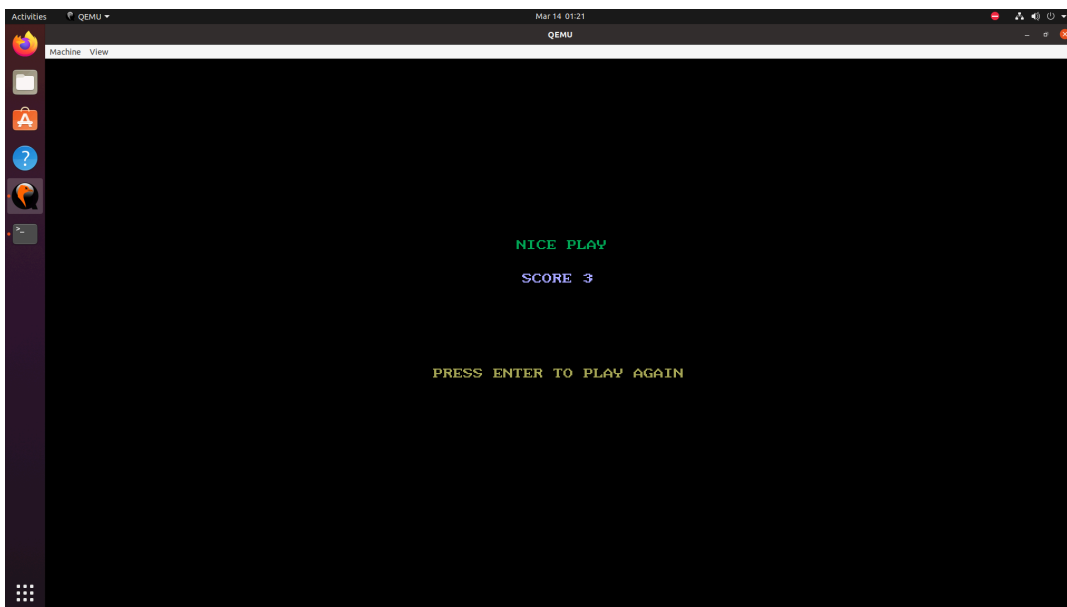 Activities QEMU Mar 14 01:21
QEMU
Machine View
NICE PLAY
SCORE 3
PRESS ENTER TO PLAY AGAIN